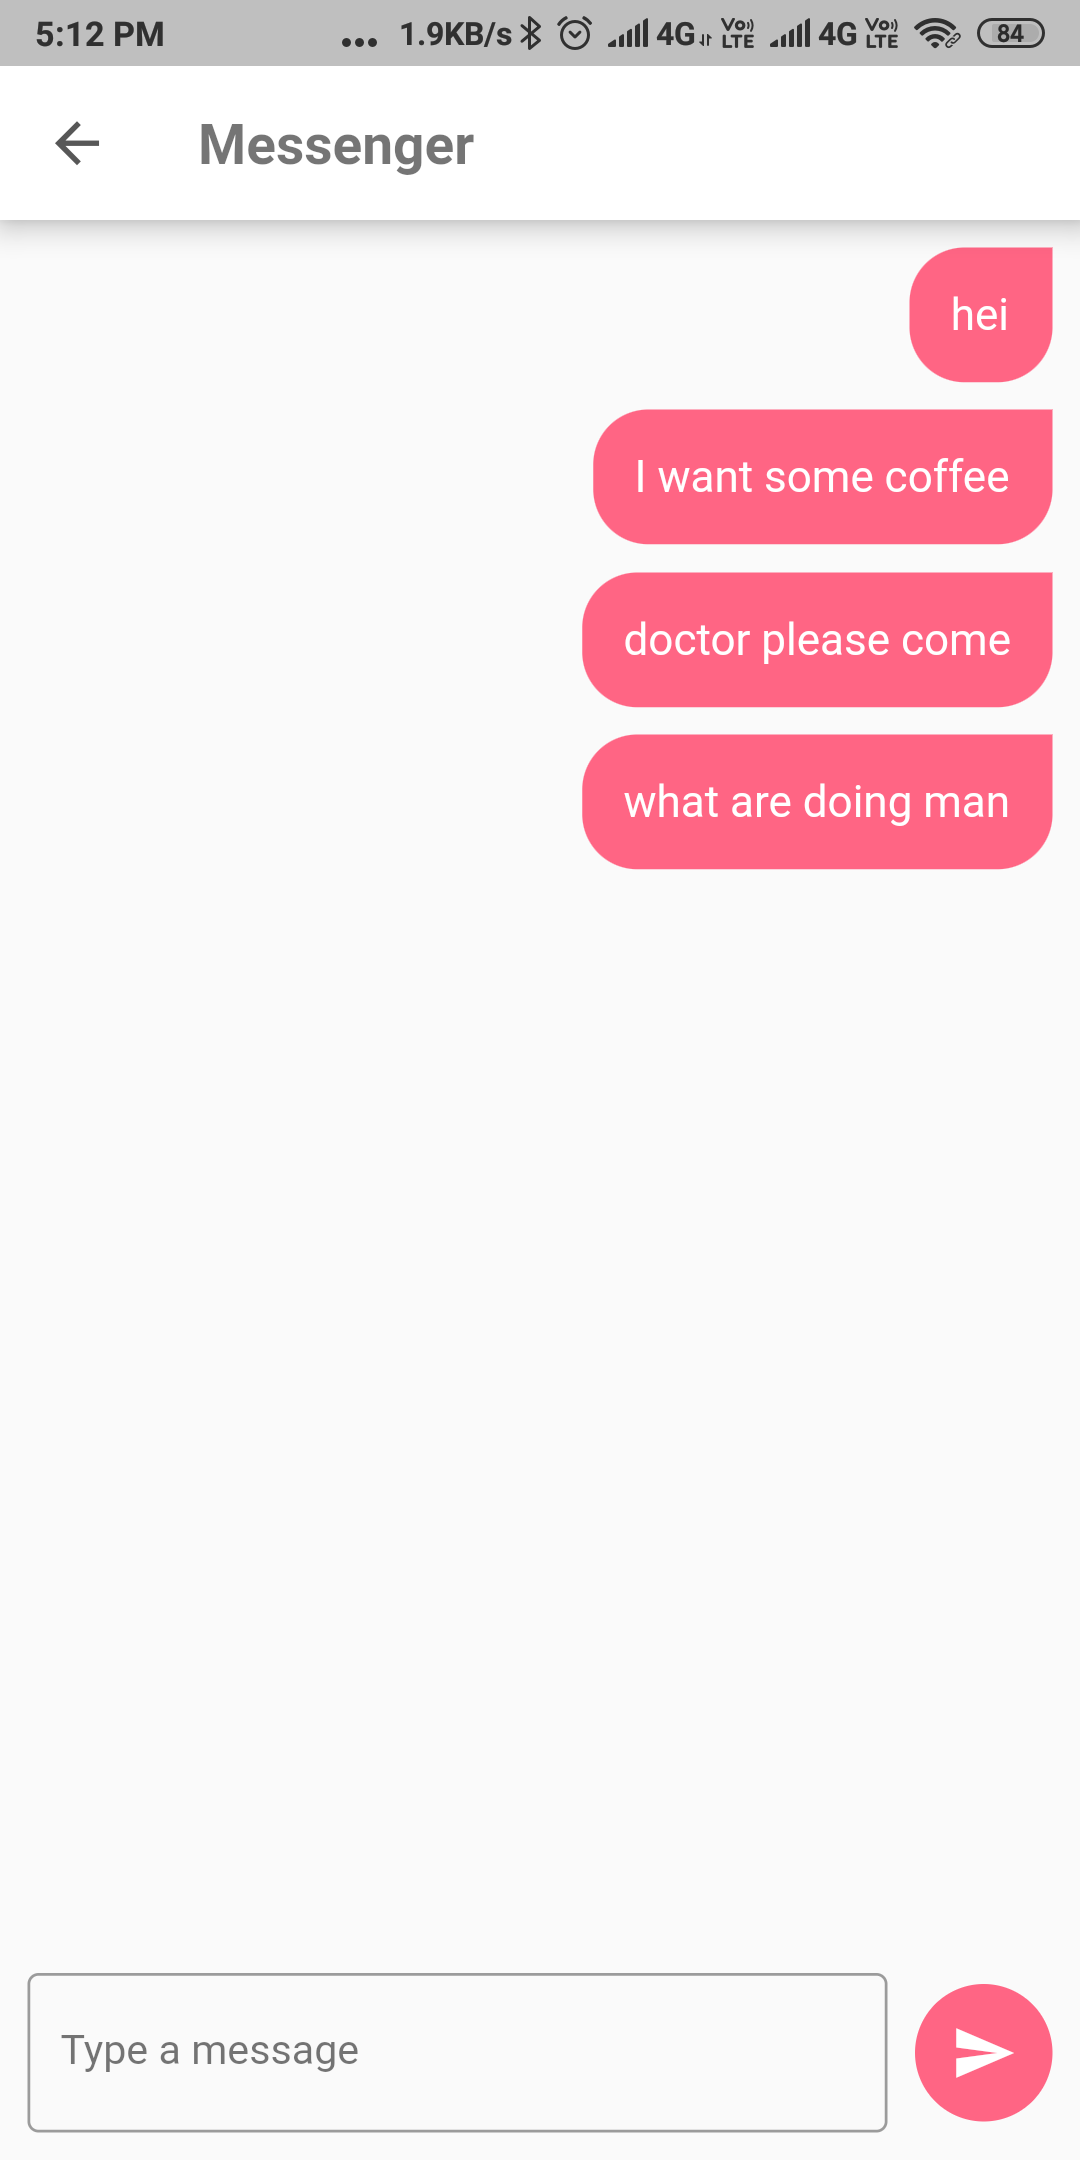 5:12 PM ... 1.9KB/s 4G Vo LTE 4G Vo LTE 84
Messenger
hei
I want some coffee
doctor please come
what are doing man
Type a message